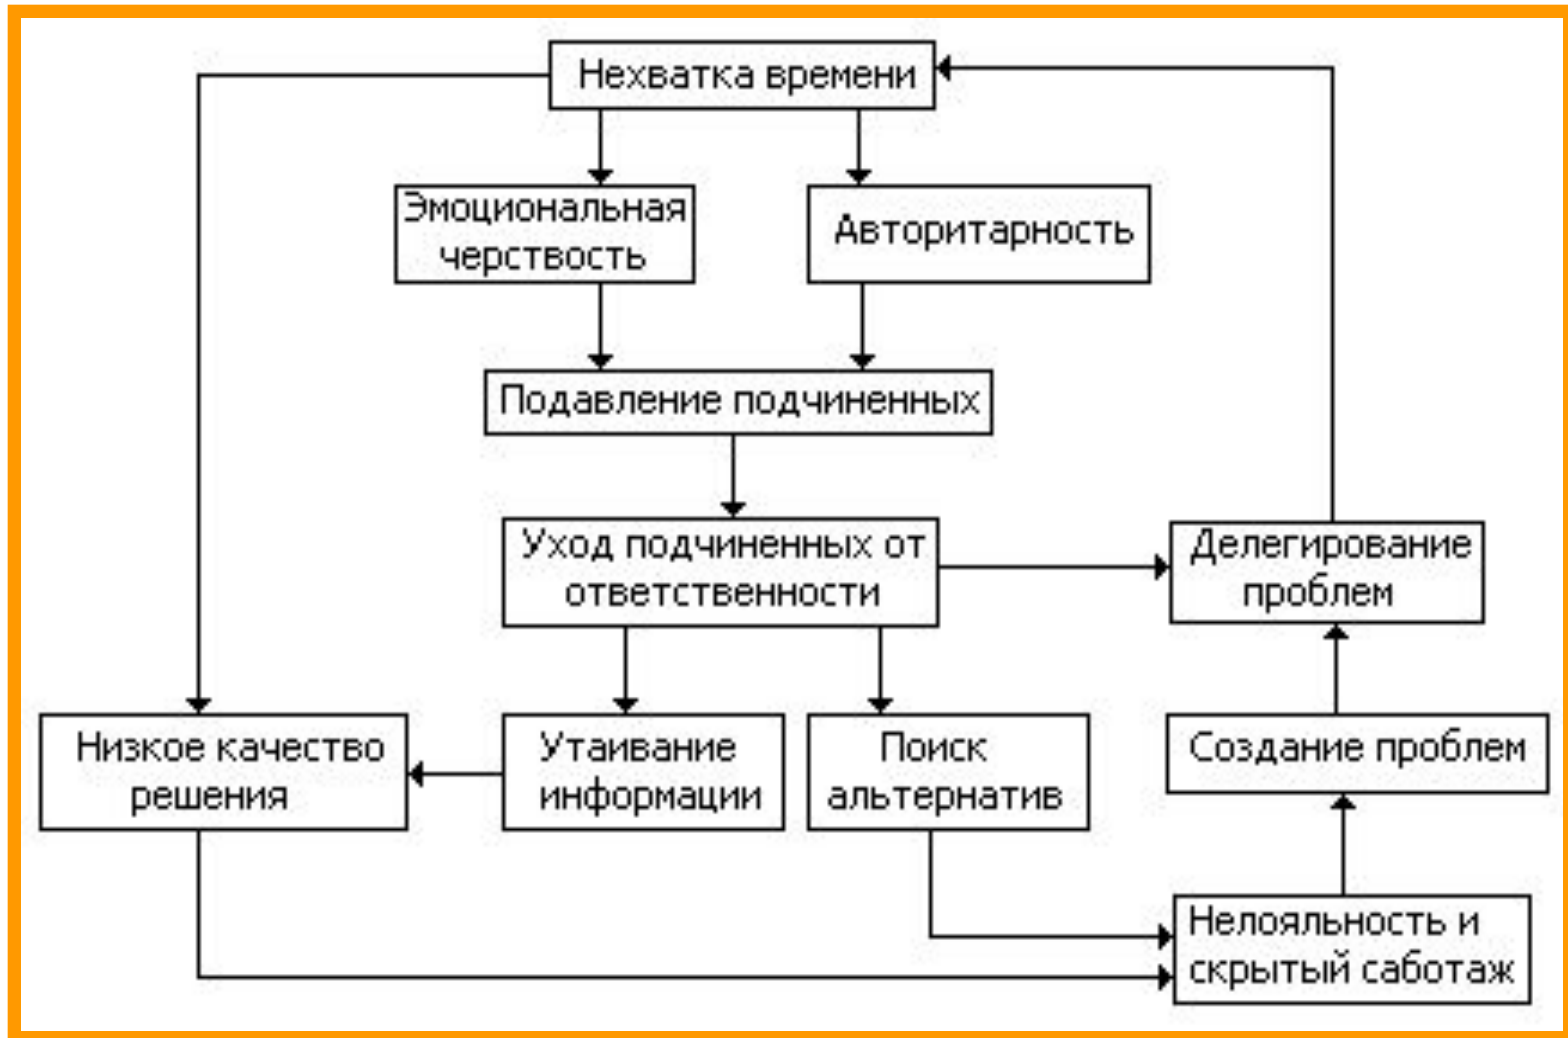 Нехватка времени
Эмоциональная
черствость
Авторитарность
Подавление подчиненных
Уход подчиненных от
ответственности
Делегирование
проблем
Низкое качество
решения
Утаивание
информации
Поиск
альтернатив
Создание проблем
Нелояльность и
скрытый саботаж